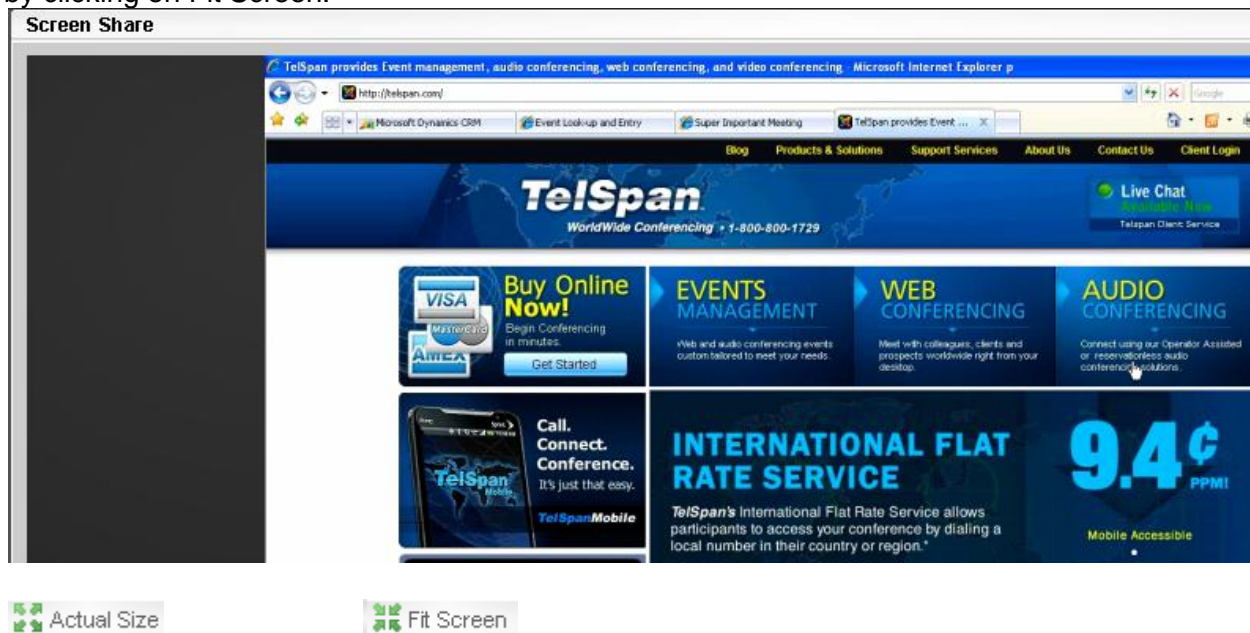 by clicking on Fit Screen.
Screen Share
TelSpan provides Event management, audio conferencing, web conferencing, and video conferencing - Microsoft Internet Explorer p
http://telspan.com/
Google
Microsoft Dynamics CRM Event Look-up and Entry Super Important Meeting TelSpan provides Event ... X
Blog Products & Solutions Support Services About Us Contact Us Client Login
TelSpan
WorldWide Conferencing • 1-800-800-1729
Live Chat
Available Now
Telspan Client Service
VISA
MasterCard
AMEX
Buy Online
Now!
Begin Conferencing
in minutes.
Get Started
EVENTS
MANAGEMENT
Web and audio conferencing events
custom tailored to meet your needs.
WEB
CONFERENCING
Meet with colleagues, clients and
prospects worldwide right from your
desktop.
AUDIO
CONFERENCING
Connect using our Operator Assisted
or reservationless audio
conferencing solutions.
TelSpan
Mobile
Call.
Connect.
Conference.
It's just that easy.
TelSpanMobile
INTERNATIONAL FLAT
RATE SERVICE
TelSpan's International Flat Rate Service allows
participants to access your conference by dialing a
local number in their country or region.*
9.4¢
PPM!
Mobile Accessible
Actual Size Fit Screen